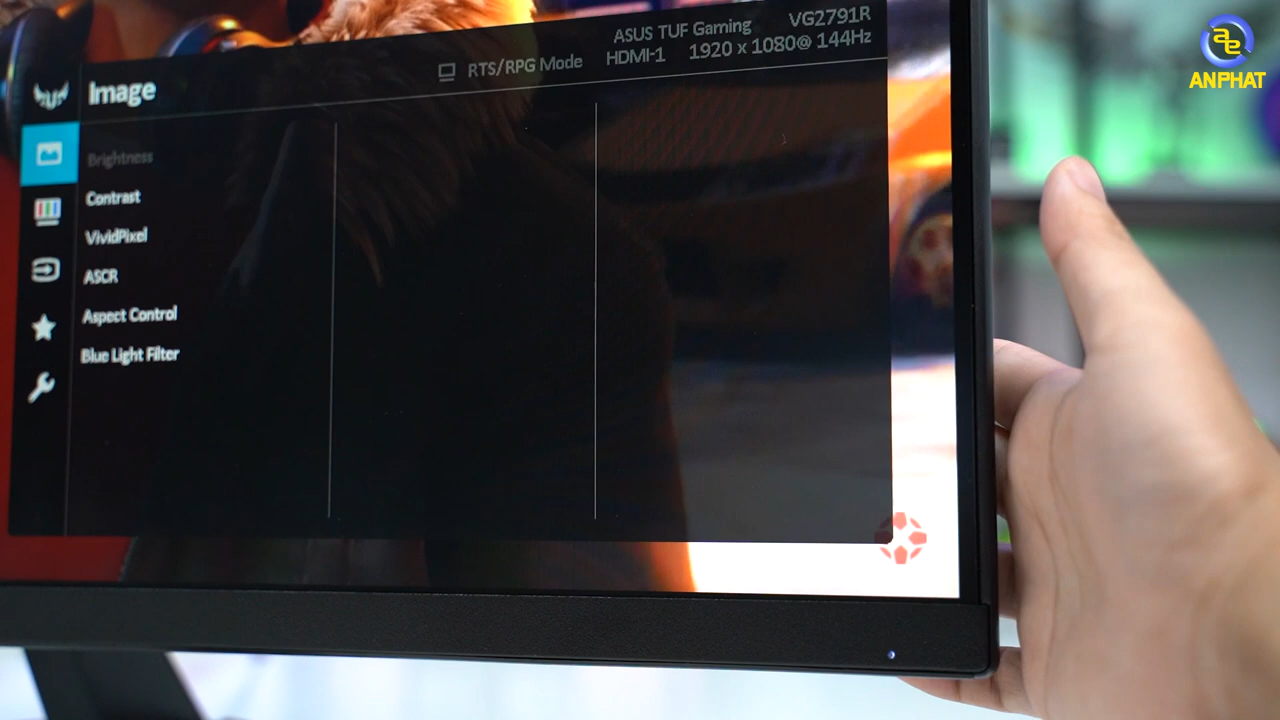 ASUS TUF Gaming VG2791R
RTS/RPG Mode HDMI-1 1920 x 1080@ 144Hz
Image
Brightness
Contrast
VividPixel
ASCR
Aspect Control
Blue Light Filter
ae
ANPHAT